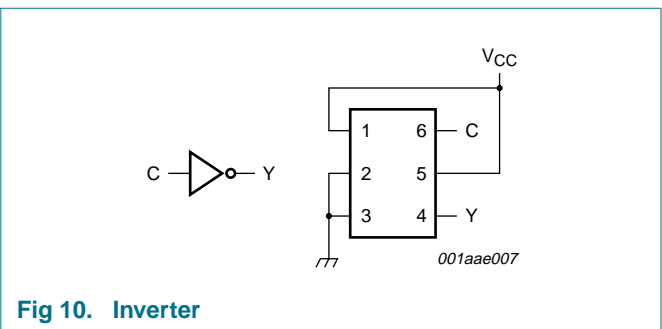 VCC
1 6 C
C Y 2 5
3 4 Y
001aae007
Fig 10. Inverter